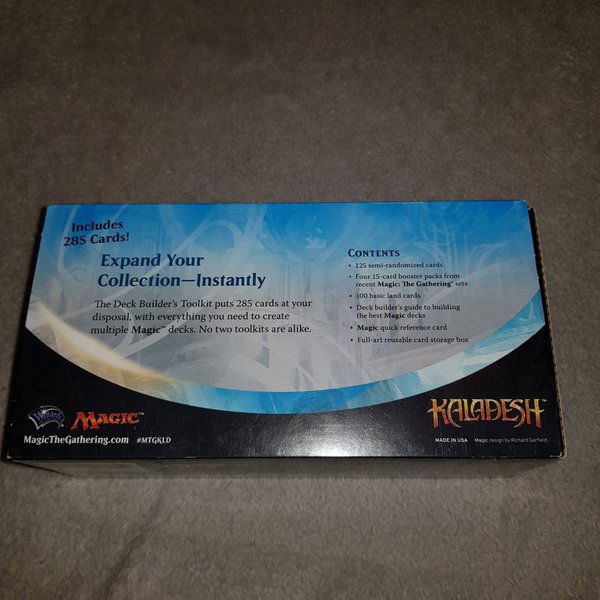 Includes
285 Cards!
Expand Your
Collection—Instantly
The Deck Builder's Toolkit puts 285 cards at your
disposal, with everything you need to create
multiple Magic™ decks. No two toolkits are alike.
CONTENTS
• 125 semi-randomized cards
• Four 15-card booster packs from
recent Magic: The Gathering® sets
• 100 basic land cards
• Deck builder's guide to building
the best Magic decks
• Magic quick reference card
• Full-art reusable card storage box
Wizards
MAGIC™
MagicTheGathering.com #MTGKLD
KALADESH™
MADE IN USA Magic design by Richard Garfield